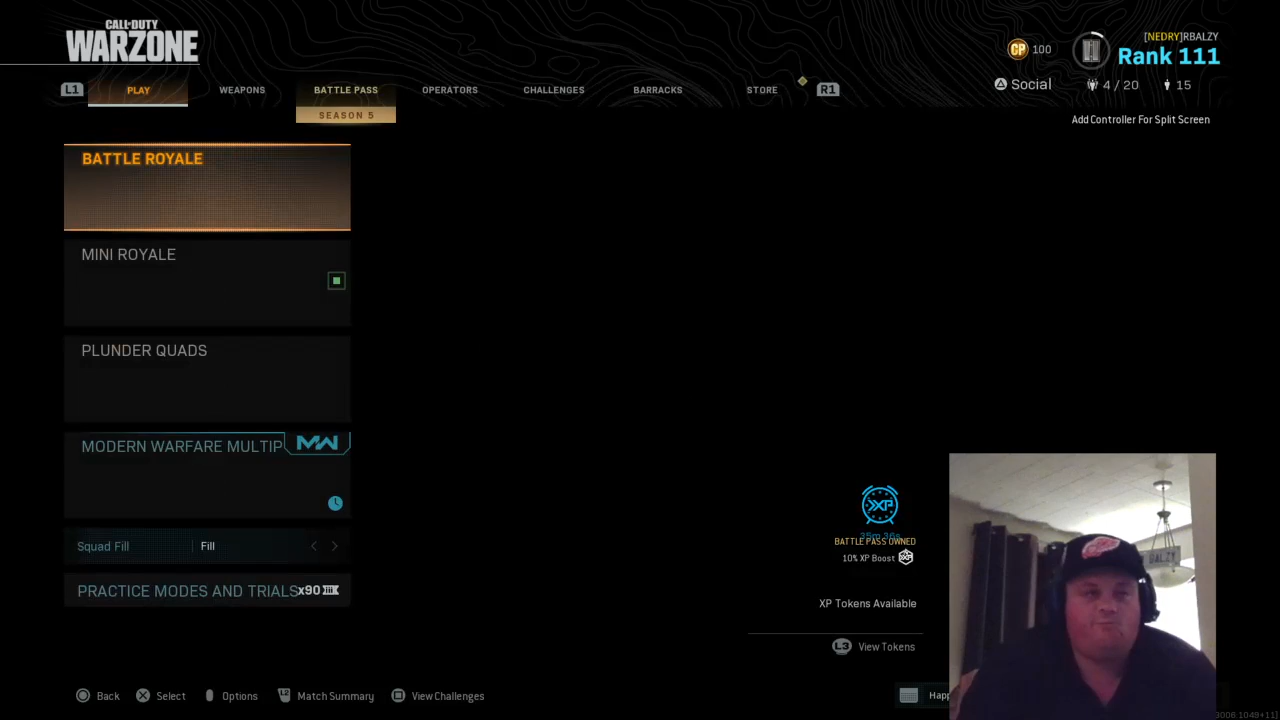 CALL OF DUTY
WARZONE
CP 100
[NEDRY]RBALZY
Rank 111
L1
PLAY
WEAPONS
BATTLE PASS
OPERATORS
CHALLENGES
BARRACKS
STORE
R1
Social
4 / 20
15
SEASON 5
Add Controller For Split Screen
BATTLE ROYALE
MINI ROYALE
PLUNDER QUADS
MODERN WARFARE MULTIP
MW
Squad Fill
Fill
PRACTICE MODES AND TRIALS
x90
XP
BATTLE PASS OWNED
10% XP Boost
XP Tokens Available
L3 View Tokens
BALZY
Back
Select
Options
L2 Match Summary
View Challenges
Happ